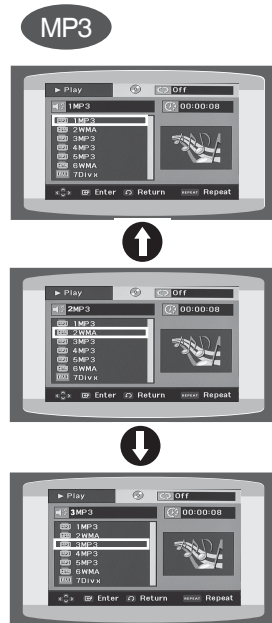 MP3
► Play Off
1MP3 00:00:08
1MP3
2WMA
3MP3
4MP3
5MP3
6WMA
7Divx
Enter Return REPEAT Repeat
► Play Off
2MP3 00:00:08
1MP3
2WMA
3MP3
4MP3
5MP3
6WMA
7Divx
Enter Return REPEAT Repeat
► Play Off
3MP3 00:00:08
1MP3
2WMA
3MP3
4MP3
5MP3
6WMA
7Divx
Enter Return REPEAT Repeat